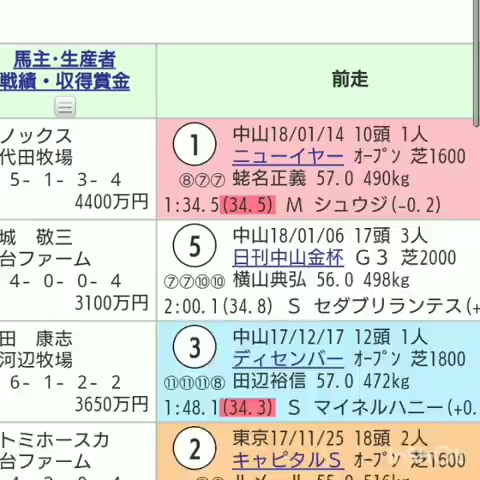 馬主･生産者
戦績・収得賞金
前走
ノックス
代田牧場
5- 1- 3- 4
4400万円
1
中山18/01/14 10頭 1人
ニューイヤー ｵｰﾌﾟﾝ 芝1600
⑧⑦⑦ 蛯名正義 57.0 490kg
1:34.5(34.5) M シュウジ(-0.2)
城 敬三
台ファーム
4- 0- 0- 4
3100万円
5
中山18/01/06 17頭 3人
日刊中山金杯 G3 芝2000
⑦⑦⑩⑩ 横山典弘 56.0 498kg
2:00.1(34.8) S セダブリランテス(+
田 康志
河辺牧場
6- 1- 2- 2
3650万円
3
中山17/12/17 12頭 1人
ディセンバー ｵｰﾌﾟﾝ 芝1800
⑪⑪⑪⑧ 田辺裕信 57.0 472kg
1:48.1(34.3) S マイネルハニー(+0.
トミホースカ
台ファーム
2
東京17/11/25 18頭 2人
キャピタルS ｵｰﾌﾟﾝ 芝1600